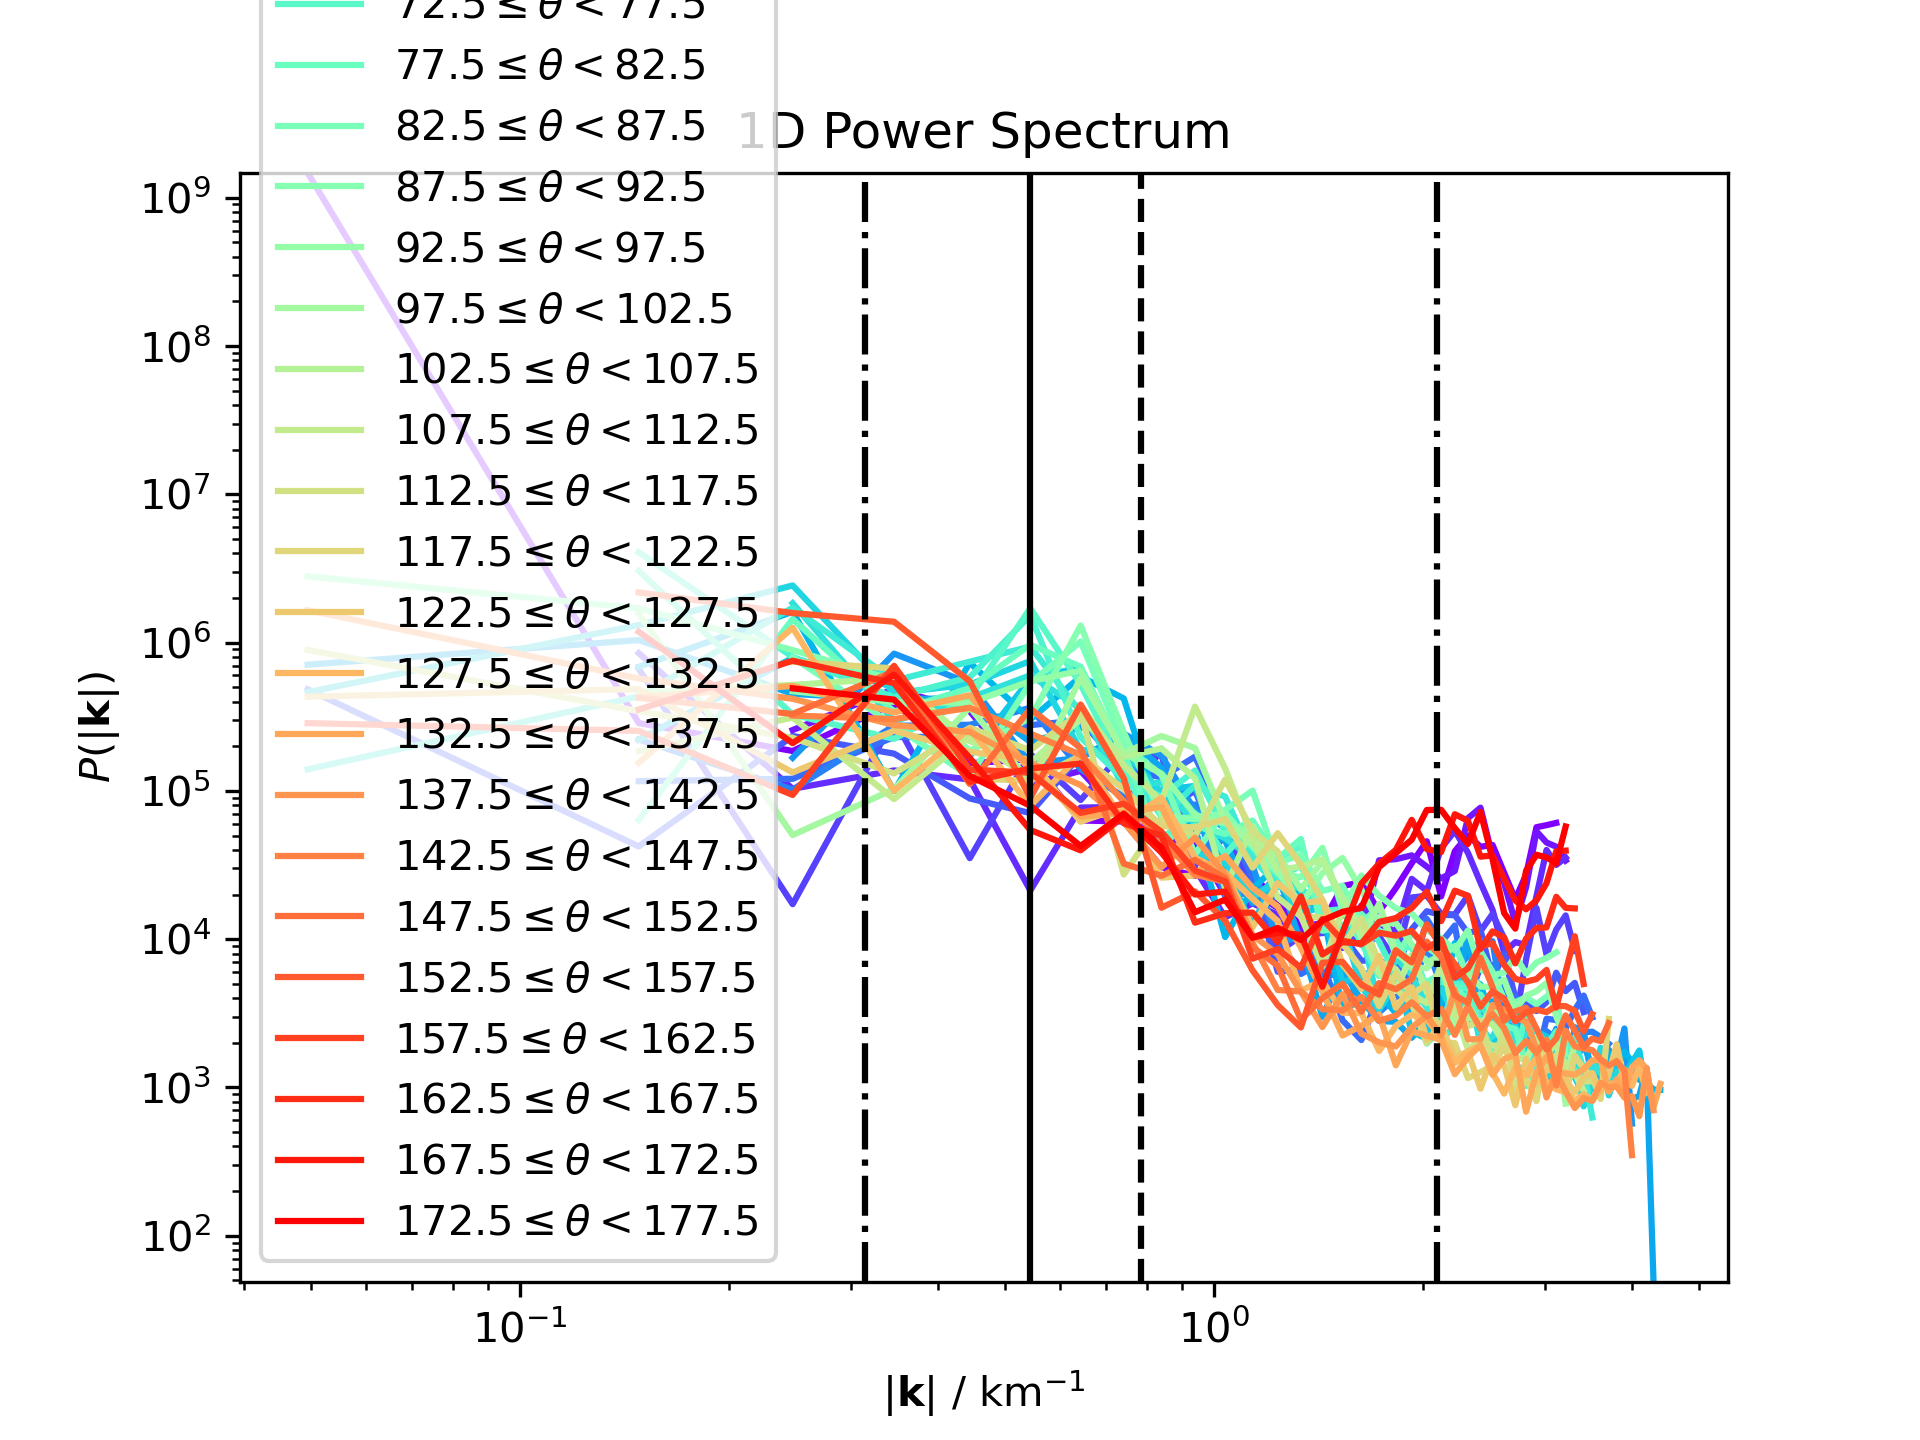 72.5 ≤ θ < 77.5
77.5 ≤ θ < 82.5
82.5 ≤ θ < 87.5
1D Power Spectrum
87.5 ≤ θ < 92.5
92.5 ≤ θ < 97.5
97.5 ≤ θ < 102.5
102.5 ≤ θ < 107.5
107.5 ≤ θ < 112.5
112.5 ≤ θ < 117.5
117.5 ≤ θ < 122.5
122.5 ≤ θ < 127.5
127.5 ≤ θ < 132.5
132.5 ≤ θ < 137.5
137.5 ≤ θ < 142.5
142.5 ≤ θ < 147.5
147.5 ≤ θ < 152.5
152.5 ≤ θ < 157.5
157.5 ≤ θ < 162.5
162.5 ≤ θ < 167.5
167.5 ≤ θ < 172.5
172.5 ≤ θ < 177.5
10⁹
10⁸
10⁷
10⁶
10⁵
10⁴
10³
10²
P(|k|)
10⁻¹
10⁰
|k| / km⁻¹